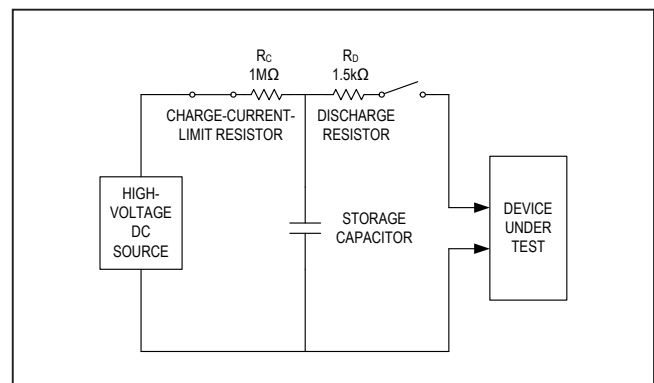 RC
1MΩ
RD
1.5kΩ
CHARGE-CURRENT-
LIMIT RESISTOR
DISCHARGE
RESISTOR
HIGH-
VOLTAGE
DC
SOURCE
STORAGE
CAPACITOR
DEVICE
UNDER
TEST